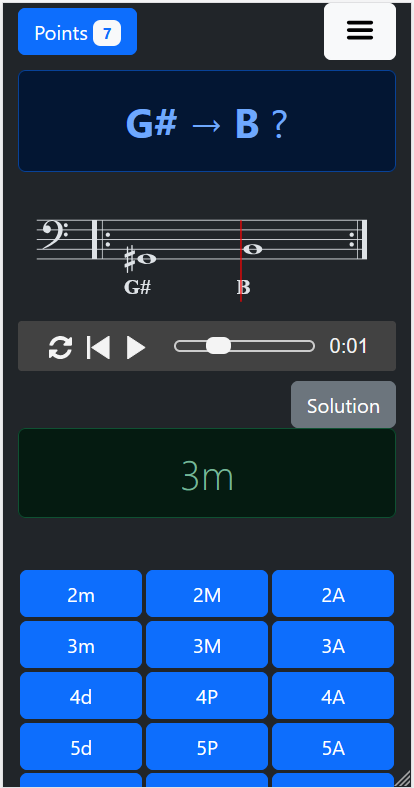 Points 7
G# → B ?
G# B
0:01
Solution
3m
2m 2M 2A
3m 3M 3A
4d 4P 4A
5d 5P 5A